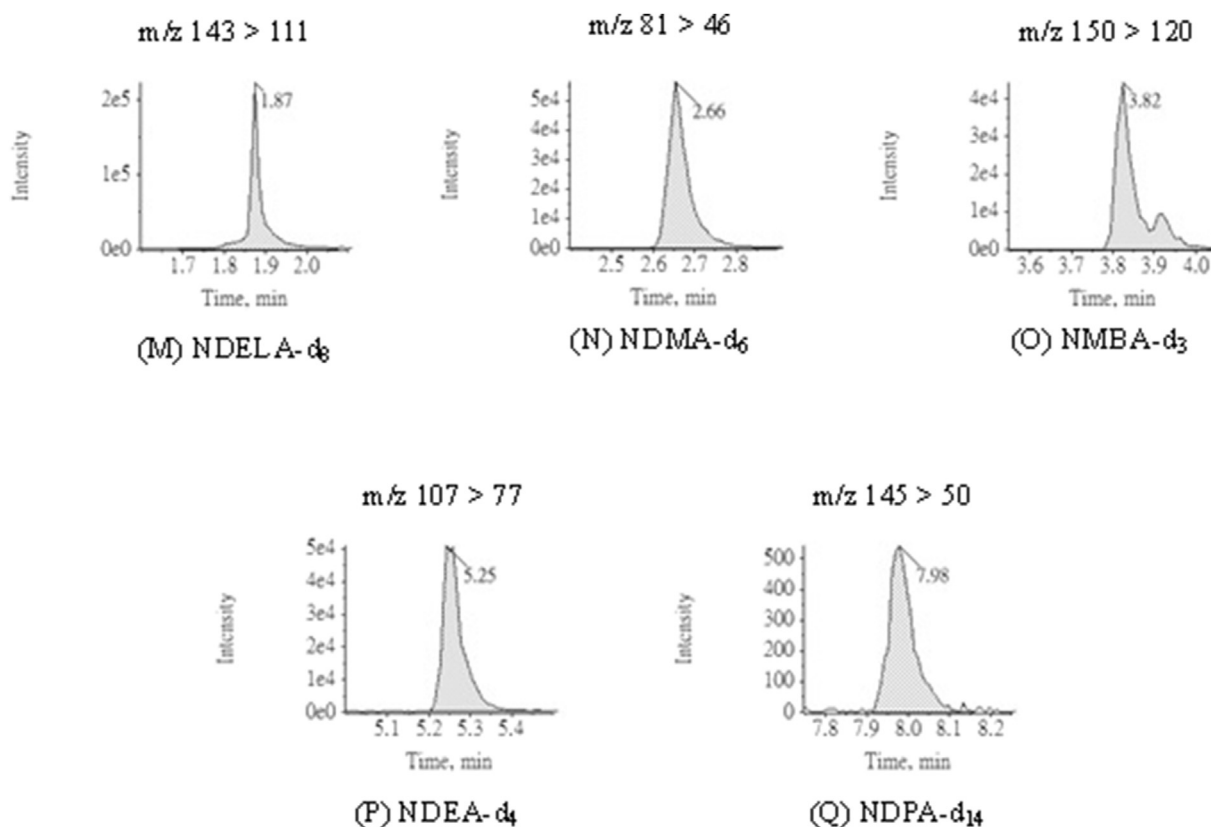 m/z 143 > 111
2e5
1e5
0e0
1.87
1.7 1.8 1.9 2.0
Intensity
Time, min
(M) NDELA-d8
m/z 81 > 46
5e4
4e4
3e4
2e4
1e4
0e0
2.66
2.5 2.6 2.7 2.8
Intensity
Time, min
(N) NDMA-d6
m/z 150 > 120
4e4
3e4
2e4
1e4
0e0
3.82
3.6 3.7 3.8 3.9 4.0
Intensity
Time, min
(O) NMBA-d3
m/z 107 > 77
5e4
4e4
3e4
2e4
1e4
0e0
5.25
5.1 5.2 5.3 5.4
Intensity
Time, min
(P) NDEA-d4
m/z 145 > 50
500
400
300
200
100
0
7.98
7.8 7.9 8.0 8.1 8.2
Intensity
Time, min
(Q) NDPA-d14